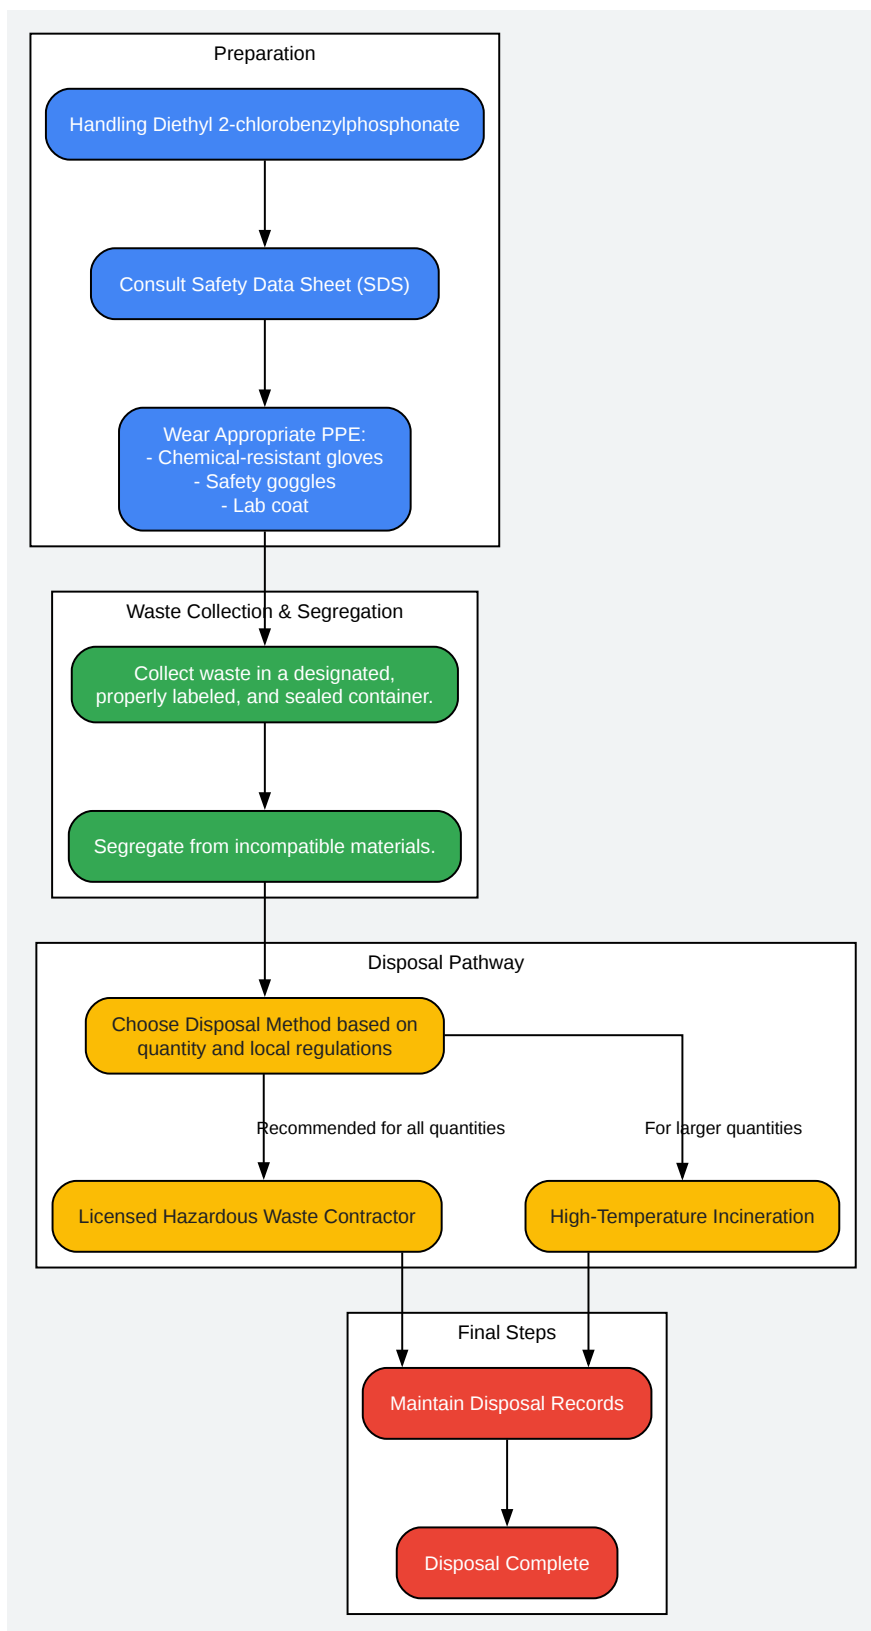 Preparation
Handling Diethyl 2-chlorobenzylphosphonate
Consult Safety Data Sheet (SDS)
Wear Appropriate PPE:
- Chemical-resistant gloves
- Safety goggles
- Lab coat
Waste Collection & Segregation
Collect waste in a designated,
properly labeled, and sealed container.
Segregate from incompatible materials.
Disposal Pathway
Choose Disposal Method based on
quantity and local regulations
Recommended for all quantities
For larger quantities
Licensed Hazardous Waste Contractor
High-Temperature Incineration
Final Steps
Maintain Disposal Records
Disposal Complete